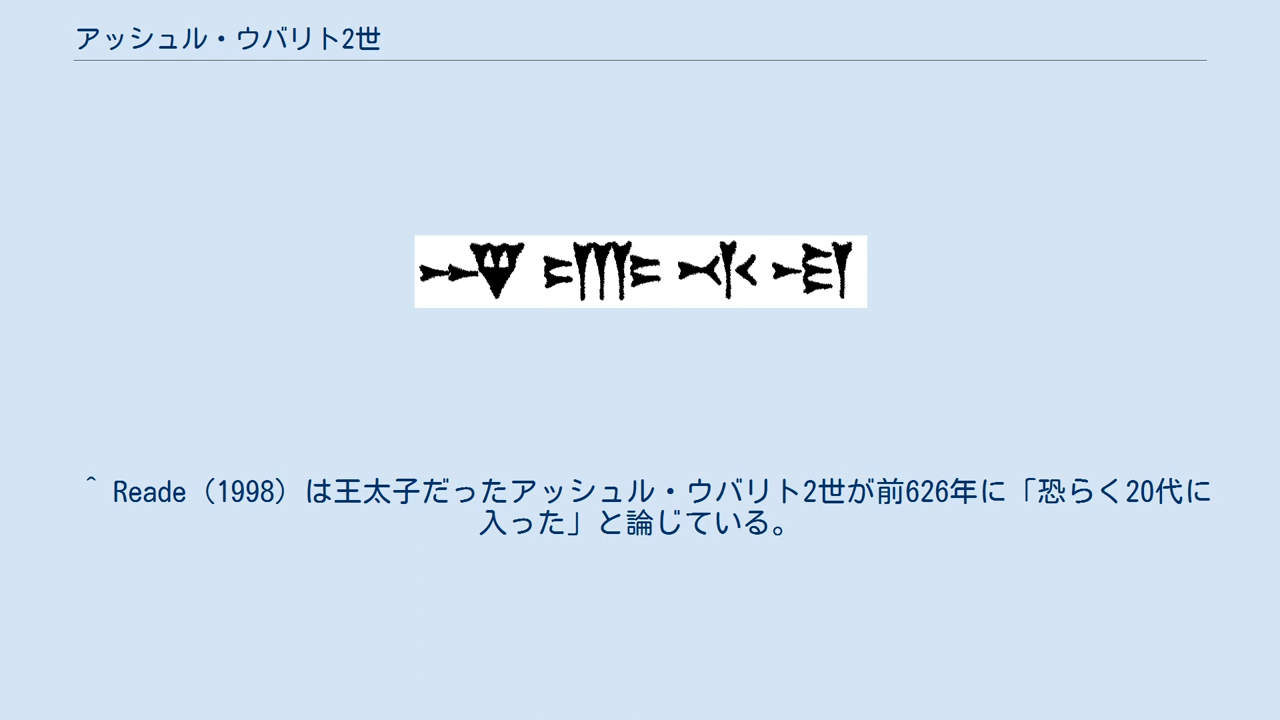 アッシュル・ウバリト2世
^ Reade（1998）は王太子だったアッシュル・ウバリト2世が前626年に「恐らく20代に
入った」と論じている。